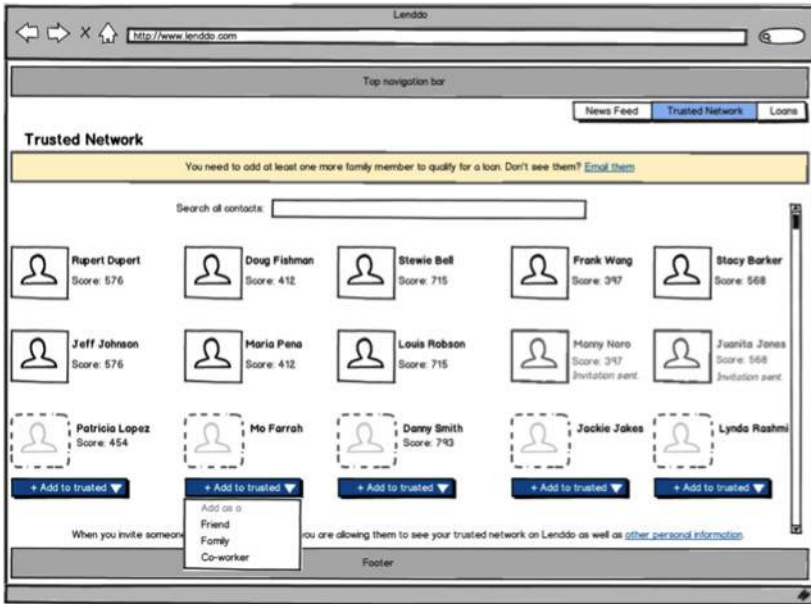 Lenddo
http://www.lenddo.com
Top navigation bar
News Feed Trusted Network Loans
Trusted Network
You need to add at least one more family member to qualify for a loan. Don't see them? Email them
Search all contacts:
Rupert Dupert Doug Fishman Stewie Bell Frank Wang Stacy Barker
Score: 576 Score: 412 Score: 715 Score: 397 Score: 568
Jeff Johnson Maria Pena Louis Robson Manny Noro Juanita Jones
Score: 576 Score: 412 Score: 715 Score: 397 Score: 568
Invitation sent. Invitation sent.
Patricia Lopez Mo Farrah Danny Smith Jackie Jakes Lynda Rashmi
Score: 454 Score: 793
+ Add to trusted + Add to trusted + Add to trusted + Add to trusted + Add to trusted
Add as a
Friend
Family
Co-worker
When you invite someone you are allowing them to see your trusted network on Lenddo as well as other personal information.
Footer